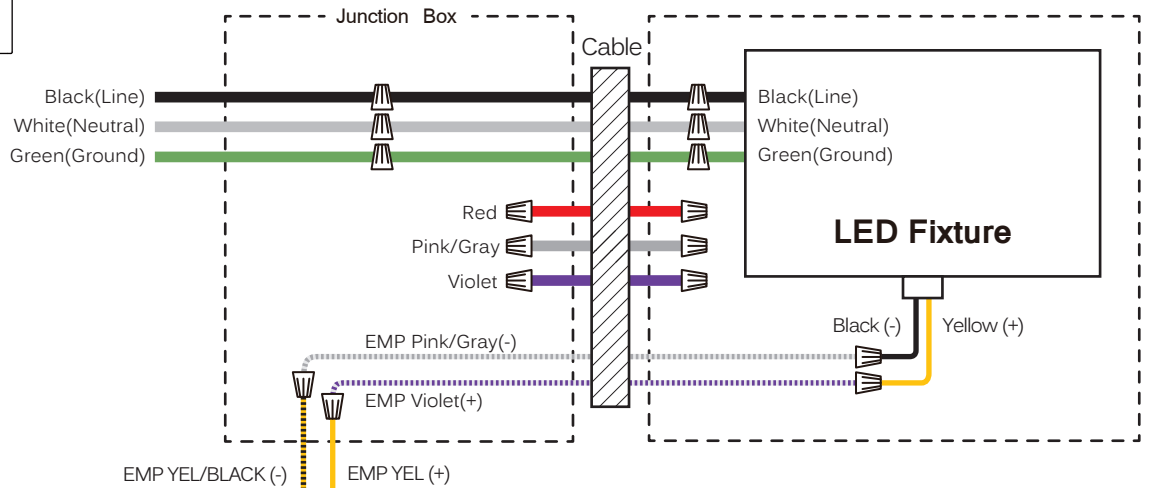 Junction Box
Cable
Black(Line)
White(Neutral)
Green(Ground)
Black(Line)
White(Neutral)
Green(Ground)
Red
Pink/Gray
Violet
LED Fixture
Black (-)
Yellow (+)
EMP Pink/Gray(-)
EMP Violet(+)
EMP YEL/BLACK (-)
EMP YEL (+)